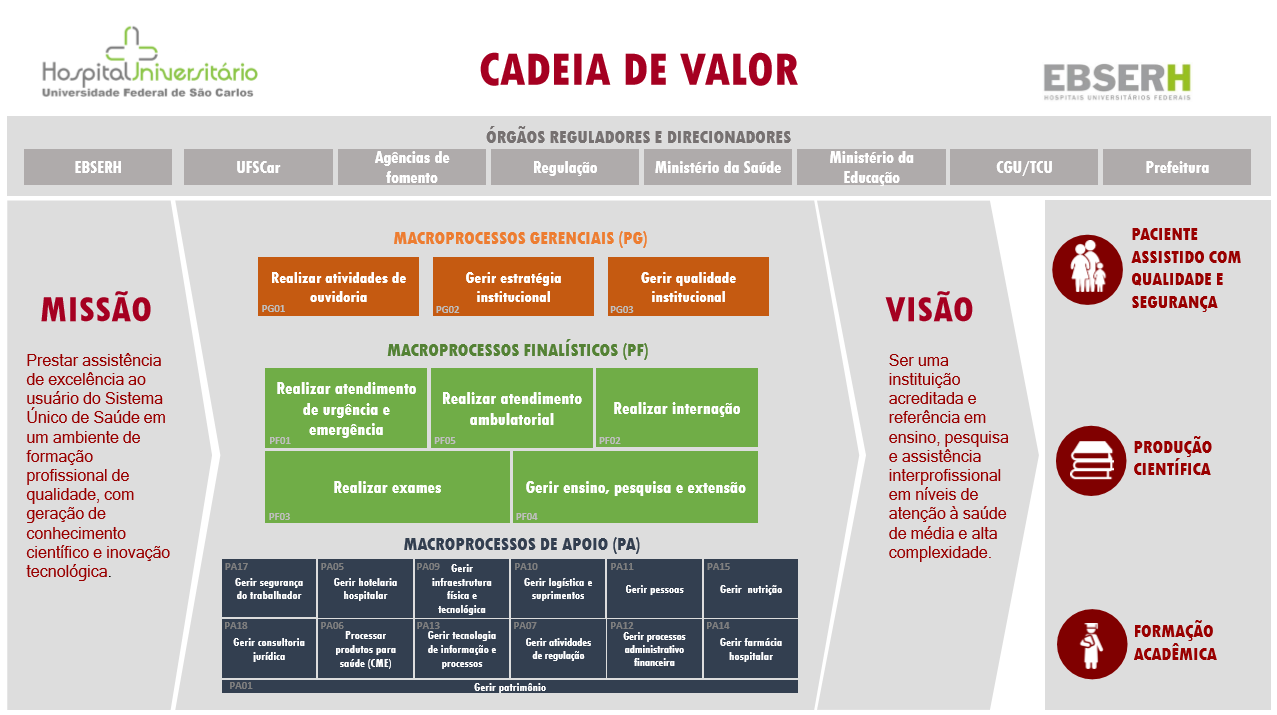 HospitalUniversitário
Universidade Federal de São Carlos
CADEIA DE VALOR
EBSERH
HOSPITAIS UNIVERSITÁRIOS FEDERAIS
ÓRGÃOS REGULADORES E DIRECIONADORES
EBSERH
UFSCar
Agências de
fomento
Regulação
Ministério da Saúde
Ministério da
Educação
CGU/TCU
Prefeitura
MISSÃO
Prestar assistência
de excelência ao
usuário do Sistema
Único de Saúde em
um ambiente de
formação
profissional de
qualidade, com
geração de
conhecimento
científico e inovação
tecnológica.
MACROPROCESSOS GERENCIAIS (PG)
Realizar atividades de
ouvidoria
PG01
Gerir estratégia
institucional
PG02
Gerir qualidade
institucional
PG03
MACROPROCESSOS FINALÍSTICOS (PF)
Realizar atendimento
de urgência e
emergência
PF01
Realizar atendimento
ambulatorial
PF05
Realizar internação
PF02
Realizar exames
PF03
Gerir ensino, pesquisa e extensão
PF04
MACROPROCESSOS DE APOIO (PA)
PA17
Gerir segurança
do trabalhador
PA05
Gerir hotelaria
hospitalar
PA09
Gerir
infraestrutura
física e
tecnológica
PA10
Gerir logística e
suprimentos
PA11
Gerir pessoas
PA15
Gerir nutrição
PA18
Gerir consultoria
jurídica
PA06
Processar
produtos para
saúde (CME)
PA13
Gerir tecnologia
de informação e
processos
PA07
Gerir atividades
de regulação
PA12
Gerir processos
administrativo
financeira
PA14
Gerir farmácia
hospitalar
PA01
Gerir patrimônio
VISÃO
Ser uma
instituição
acreditada e
referência em
ensino, pesquisa
e assistência
interprofissional
em níveis de
atenção à saúde
de média e alta
complexidade.
PACIENTE
ASSISTIDO COM
QUALIDADE E
SEGURANÇA
PRODUÇÃO
CIENTÍFICA
FORMAÇÃO
ACADÊMICA